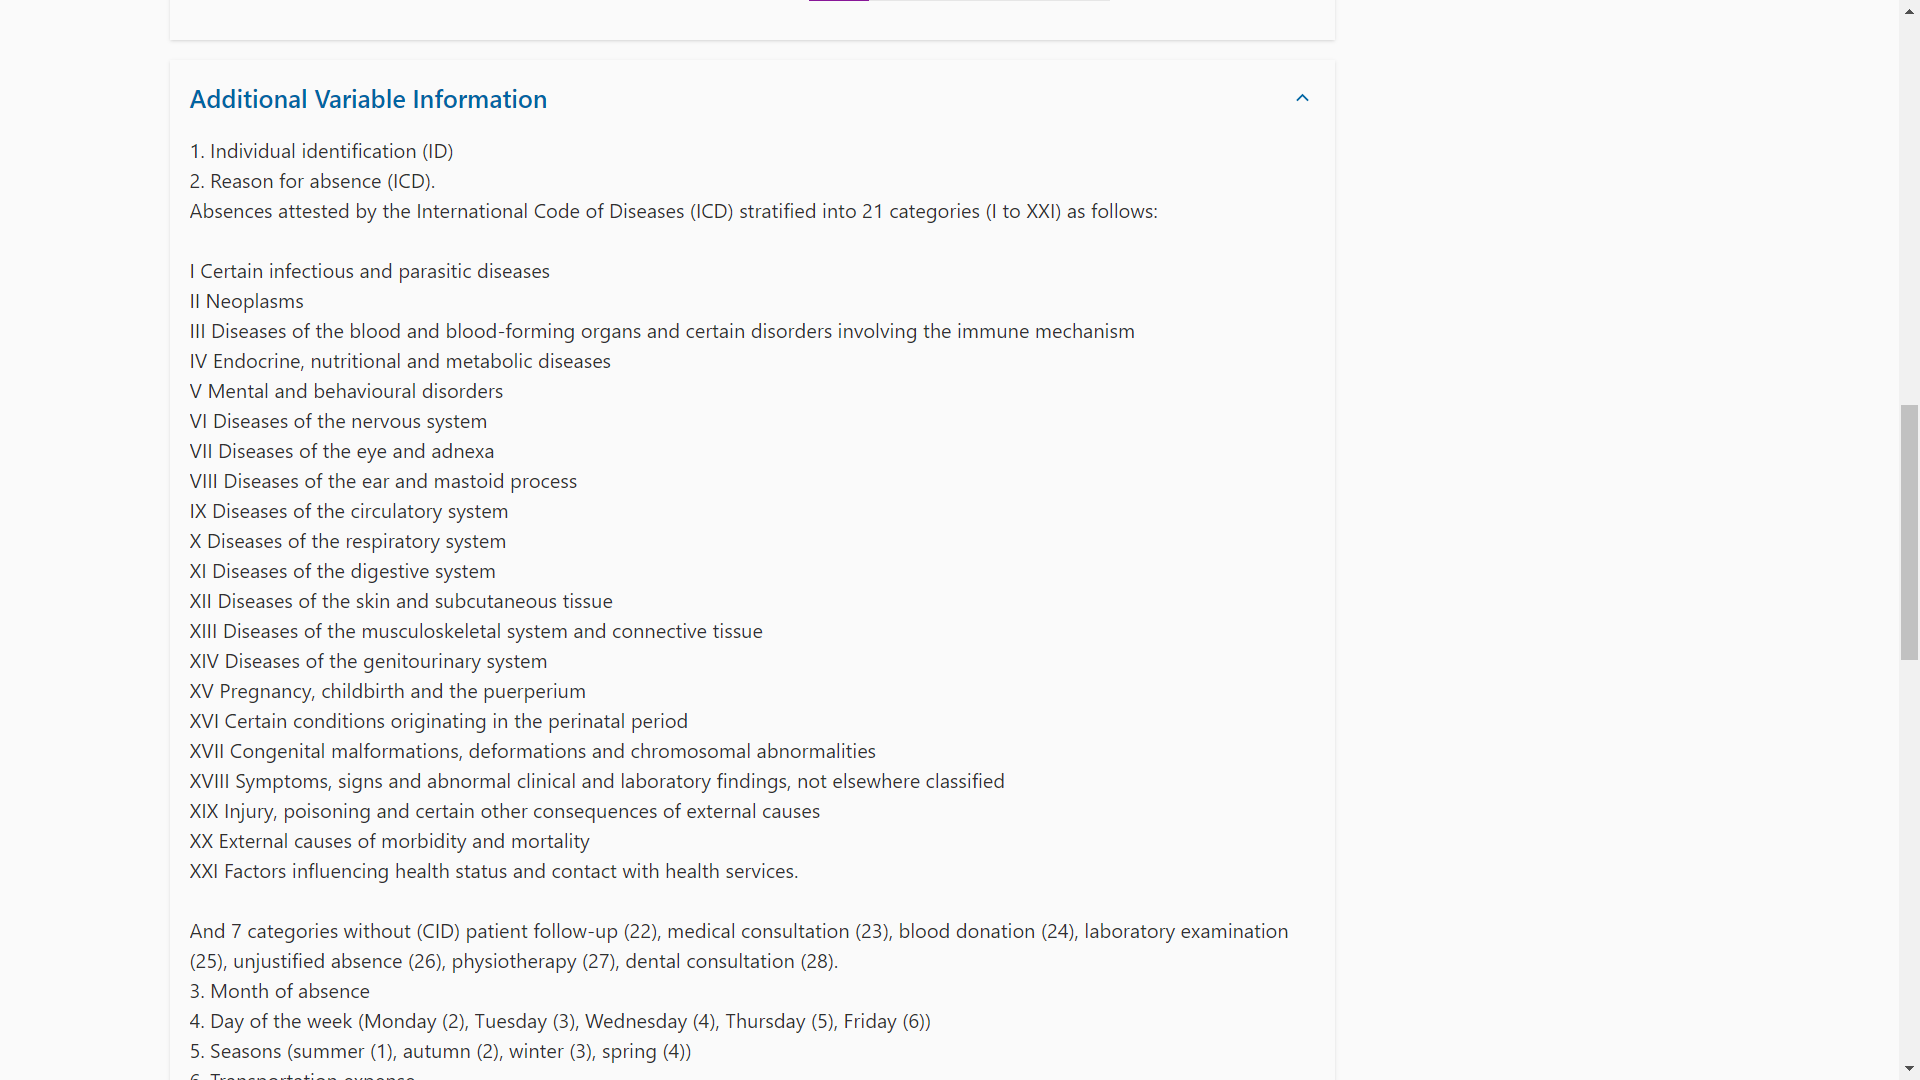 Additional Variable Information
1. Individual identification (ID)
2. Reason for absence (ICD).
Absences attested by the International Code of Diseases (ICD) stratified into 21 categories (I to XXI) as follows:
I Certain infectious and parasitic diseases
II Neoplasms
III Diseases of the blood and blood-forming organs and certain disorders involving the immune mechanism
IV Endocrine, nutritional and metabolic diseases
V Mental and behavioural disorders
VI Diseases of the nervous system
VII Diseases of the eye and adnexa
VIII Diseases of the ear and mastoid process
IX Diseases of the circulatory system
X Diseases of the respiratory system
XI Diseases of the digestive system
XII Diseases of the skin and subcutaneous tissue
XIII Diseases of the musculoskeletal system and connective tissue
XIV Diseases of the genitourinary system
XV Pregnancy, childbirth and the puerperium
XVI Certain conditions originating in the perinatal period
XVII Congenital malformations, deformations and chromosomal abnormalities
XVIII Symptoms, signs and abnormal clinical and laboratory findings, not elsewhere classified
XIX Injury, poisoning and certain other consequences of external causes
XX External causes of morbidity and mortality
XXI Factors influencing health status and contact with health services.
And 7 categories without (CID) patient follow-up (22), medical consultation (23), blood donation (24), laboratory examination
(25), unjustified absence (26), physiotherapy (27), dental consultation (28).
3. Month of absence
4. Day of the week (Monday (2), Tuesday (3), Wednesday (4), Thursday (5), Friday (6))
5. Seasons (summer (1), autumn (2), winter (3), spring (4))
6. Transportation expense